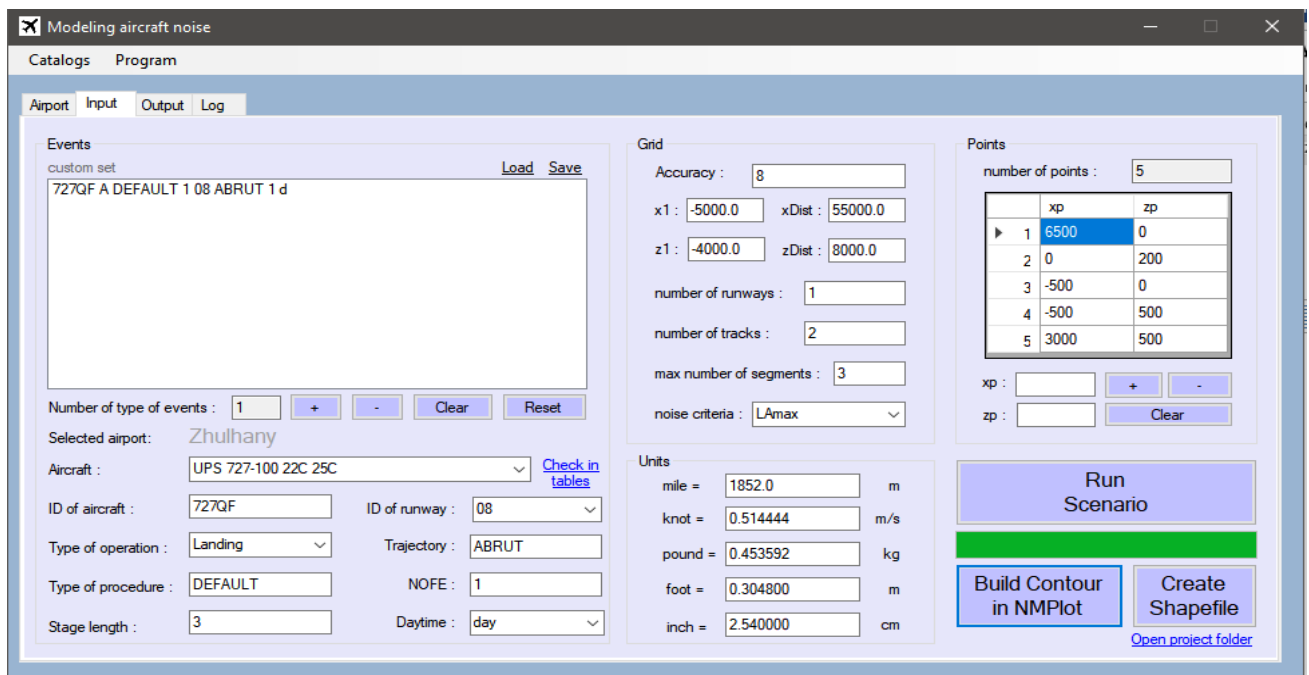 Modeling aircraft noise
Catalogs Program
Airport Input Output Log
Events
custom set Load Save
727QF A DEFAULT 1 08 ABRUT 1 d
Number of type of events : 1 + - Clear Reset
Selected airport: Zhulhany
Aircraft : UPS 727-100 22C 25C Check in tables
ID of aircraft : 727QF ID of runway : 08
Type of operation : Landing Trajectory : ABRUT
Type of procedure : DEFAULT NOFE : 1
Stage length : 3 Daytime : day
Grid
Accuracy : 8
x1 : -5000.0 xDist : 55000.0
z1 : -4000.0 zDist : 8000.0
number of runways : 1
number of tracks : 2
max number of segments : 3
noise criteria : LAmax
Units
mile = 1852.0 m
knot = 0.514444 m/s
pound = 0.453592 kg
foot = 0.304800 m
inch = 2.540000 cm
Points
number of points : 5
xp zp
1 6500 0
2 0 200
3 -500 0
4 -500 500
5 3000 500
xp : + -
zp : Clear
Run
Scenario
Build Contour
in NMPlot
Create
Shapefile
Open project folder